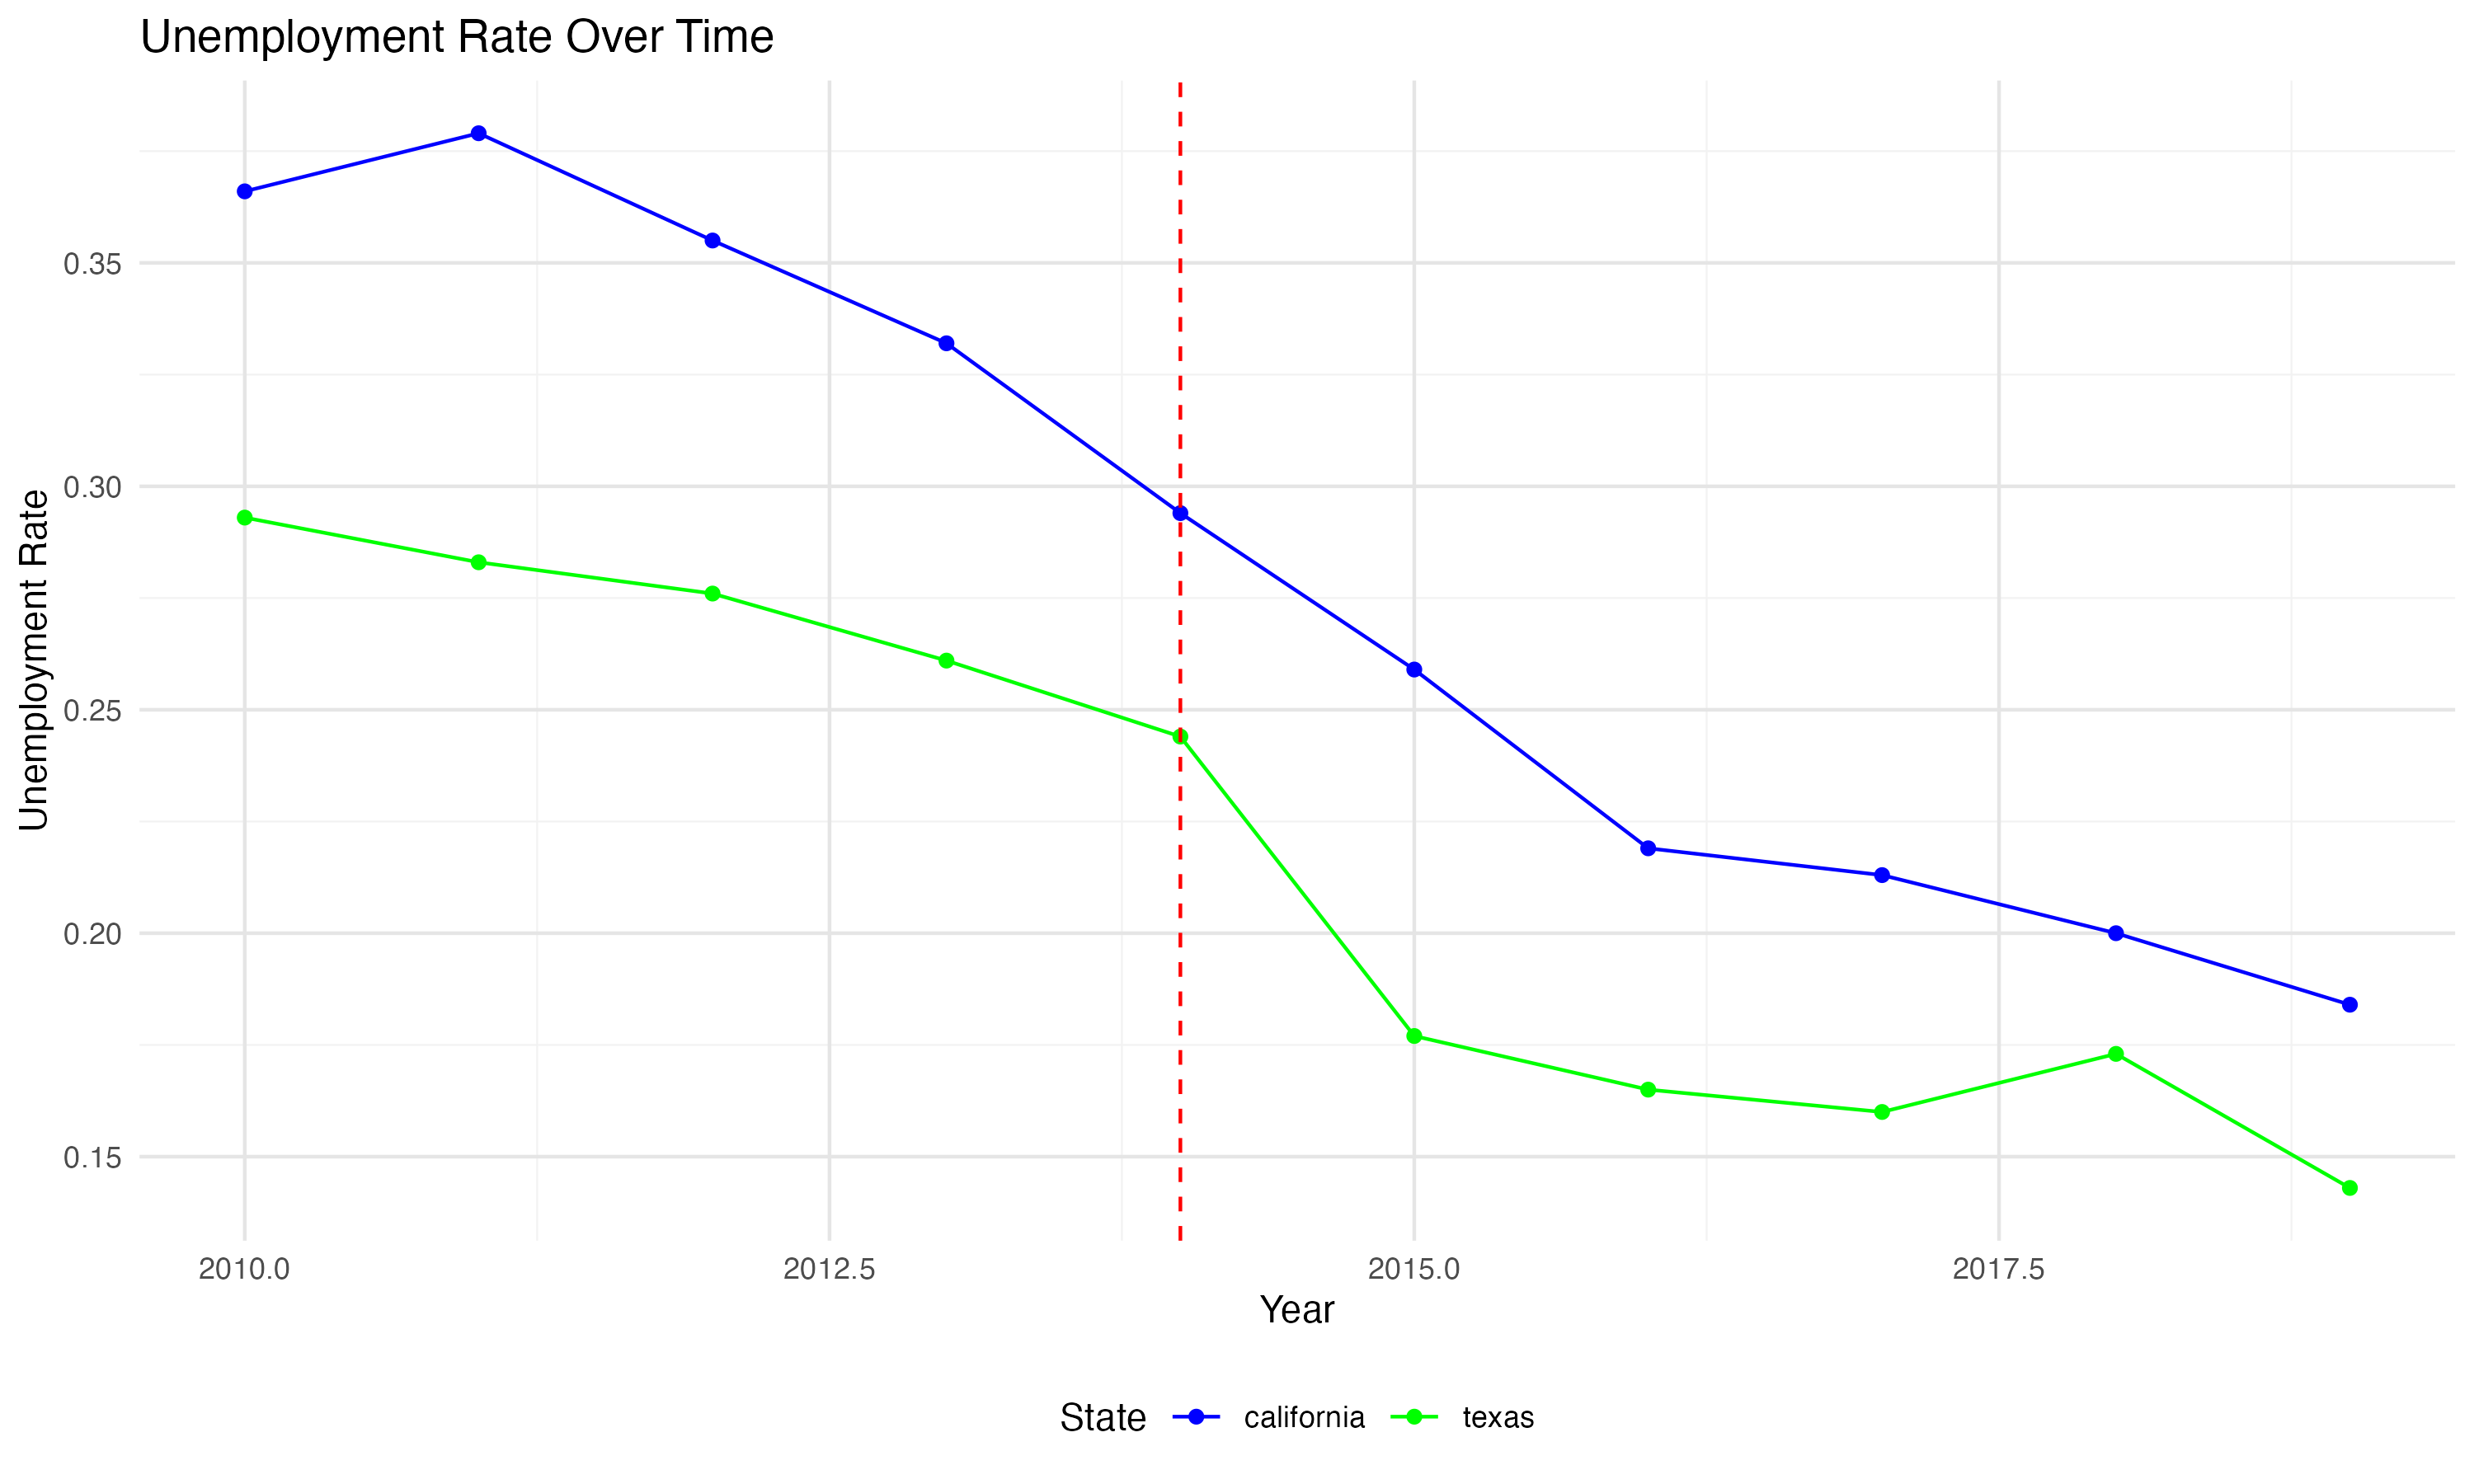 Unemployment Rate Over Time
Unemployment Rate
0.35
0.30
0.25
0.20
0.15
2010.0 2012.5 2015.0 2017.5
Year
State california texas